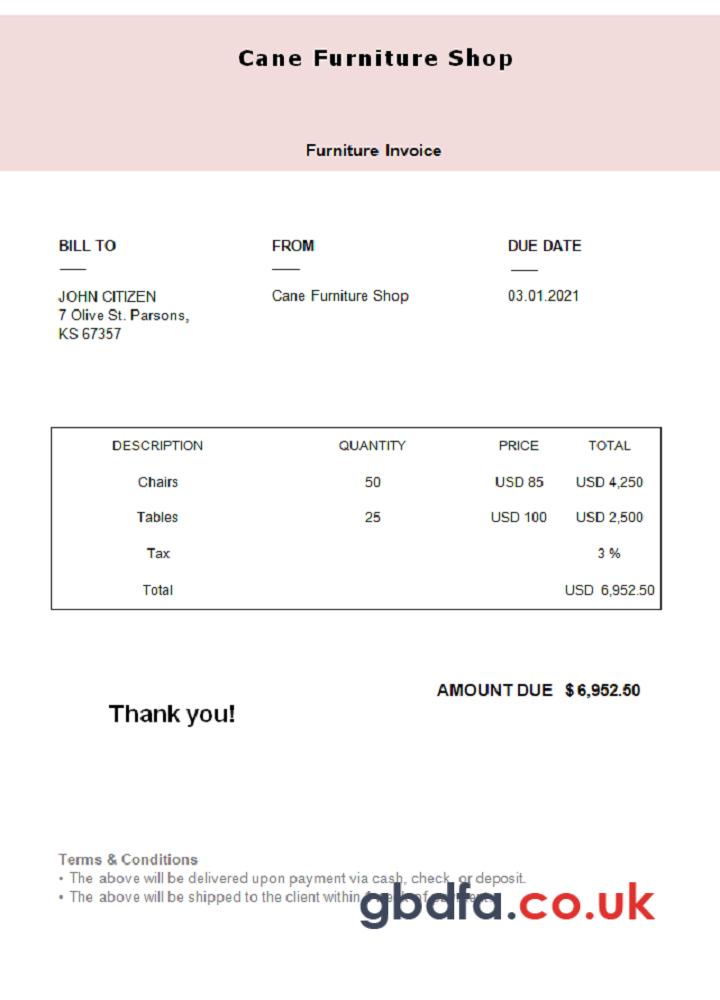 Cane Furniture Shop
Furniture Invoice
BILL TO FROM DUE DATE
JOHN CITIZEN Cane Furniture Shop 03.01.2021
7 Olive St. Parsons,
KS 67357
DESCRIPTION QUANTITY PRICE TOTAL
Chairs 50 USD 85 USD 4,250
Tables 25 USD 100 USD 2,500
Tax 3 %
Total USD 6,952.50
AMOUNT DUE $ 6,952.50
Thank you!
Terms & Conditions
• The above will be delivered upon payment via cash, check, or deposit.
• The above will be shipped to the client within
gbdfa.co.uk